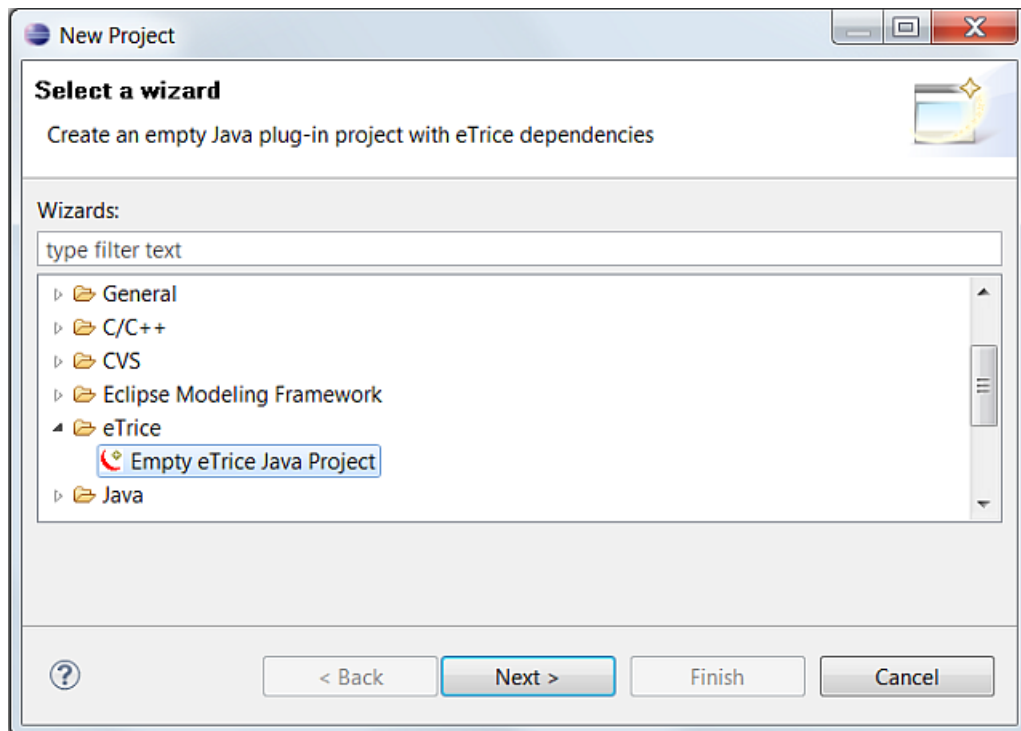 New Project
Select a wizard
Create an empty Java plug-in project with eTrice dependencies
Wizards:
type filter text
General
C/C++
CVS
Eclipse Modeling Framework
eTrice
Empty eTrice Java Project
Java
< Back Next > Finish Cancel